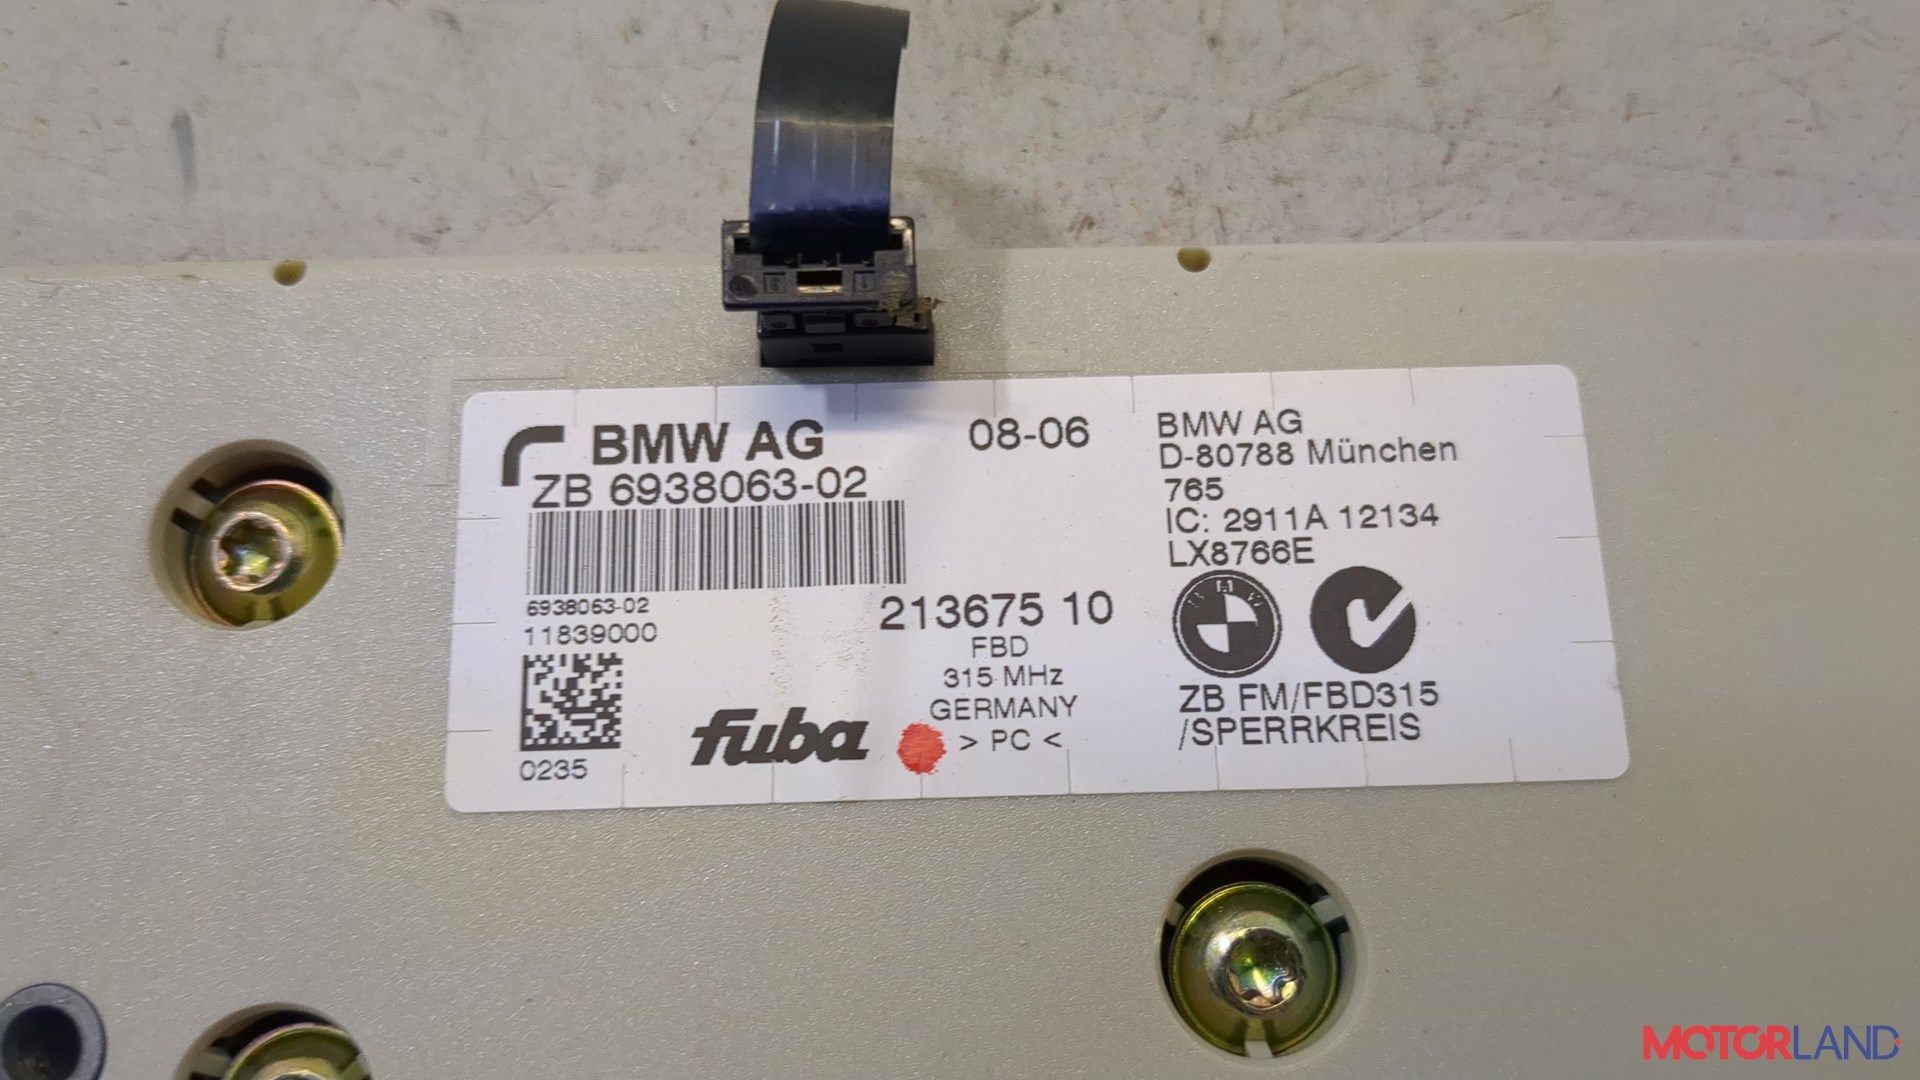 BMW AG
ZB 6938063-02
08-06
6938063-02
11839000
0235
fuba
213675 10
FBD
315 MHz
GERMANY
> PC <
BMW AG
D-80788 München
765
IC: 2911A 12134
LX8766E
BMW
ZB FM/FBD315
/SPERRKREIS
MOTORLAND